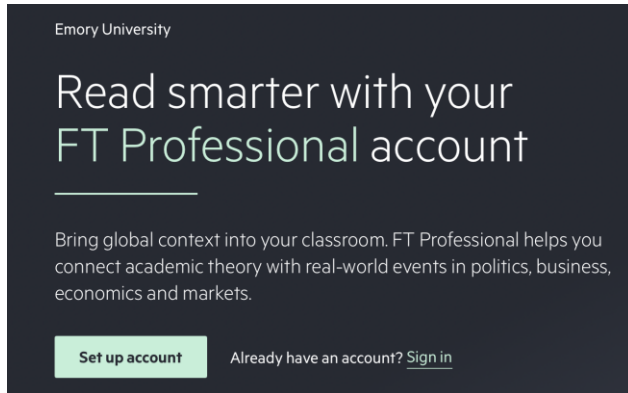 Emory University
Read smarter with your
FT Professional account
Bring global context into your classroom. FT Professional helps you
connect academic theory with real-world events in politics, business,
economics and markets.
Set up account Already have an account? Sign in